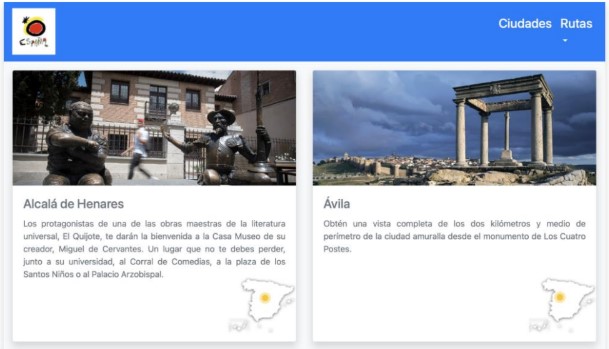 España
Ciudades Rutas
Alcalá de Henares
Los protagonistas de una de las obras maestras de la literatura
universal, El Quijote, te darán la bienvenida a la Casa Museo de su
creador, Miguel de Cervantes. Un lugar que no te debes perder,
junto a su universidad, al Corral de Comedias, a la plaza de los
Santos Niños o al Palacio Arzobispal.
Ávila
Obtén una vista completa de los dos kilómetros y medio de
perímetro de la ciudad amuralla desde el monumento de Los Cuatro
Postes.